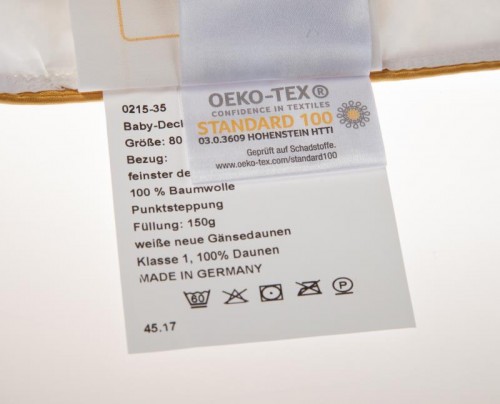 OEKO-TEX®
CONFIDENCE IN TEXTILES
STANDARD 100
03.0.3609 HOHENSTEIN HTTI
Geprüft auf Schadstoffe.
www.oeko-tex.com/standard100
0215-35
Baby-Deck
Größe: 80
Bezug:
feinster de
100 % Baumwolle
Punktsteppung
Füllung: 150g
weiße neue Gänsedaunen
Klasse 1, 100% Daunen
MADE IN GERMANY
60 P
45.17